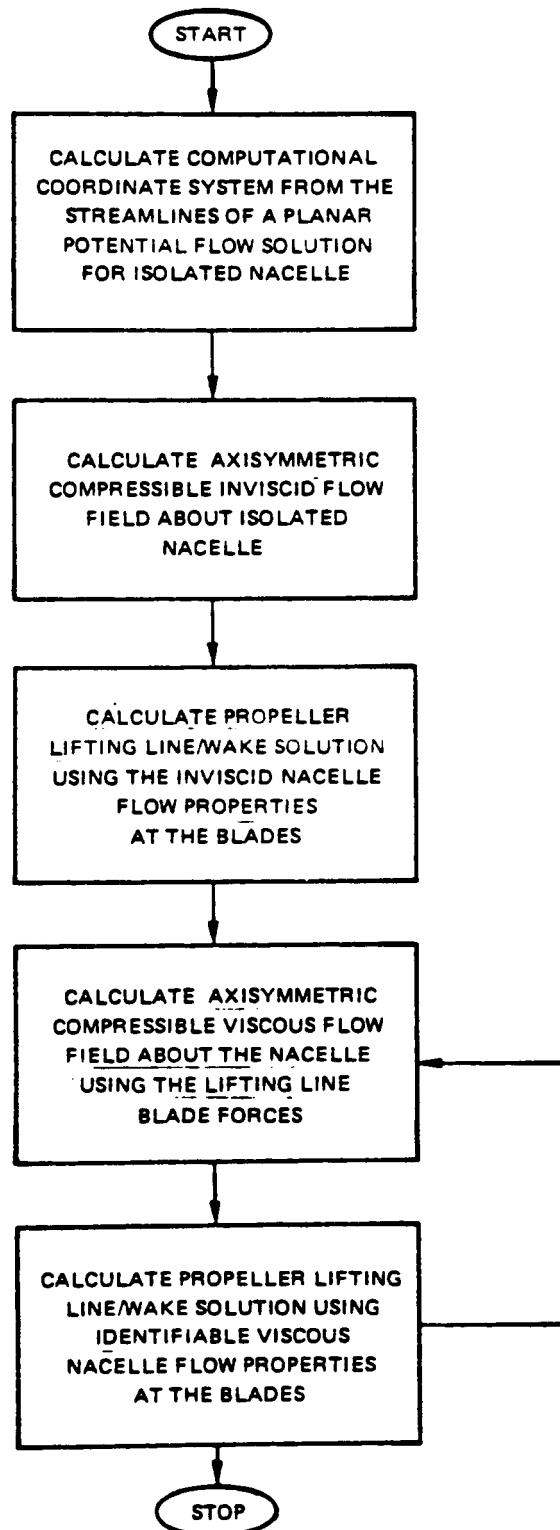 START
CALCULATE COMPUTATIONAL
COORDINATE SYSTEM FROM THE
STREAMLINES OF A PLANAR
POTENTIAL FLOW SOLUTION
FOR ISOLATED NACELLE
CALCULATE AXISYMMETRIC
COMPRESSIBLE INVISCID FLOW
FIELD ABOUT ISOLATED
NACELLE
CALCULATE PROPELLER
LIFTING LINE/WAKE SOLUTION
USING THE INVISCID NACELLE
FLOW PROPERTIES
AT THE BLADES
CALCULATE AXISYMMETRIC
COMPRESSIBLE VISCOUS FLOW
FIELD ABOUT THE NACELLE
USING THE LIFTING LINE
BLADE FORCES
CALCULATE PROPELLER LIFTING
LINE/WAKE SOLUTION USING
IDENTIFIABLE VISCOUS
NACELLE FLOW PROPERTIES
AT THE BLADES
STOP